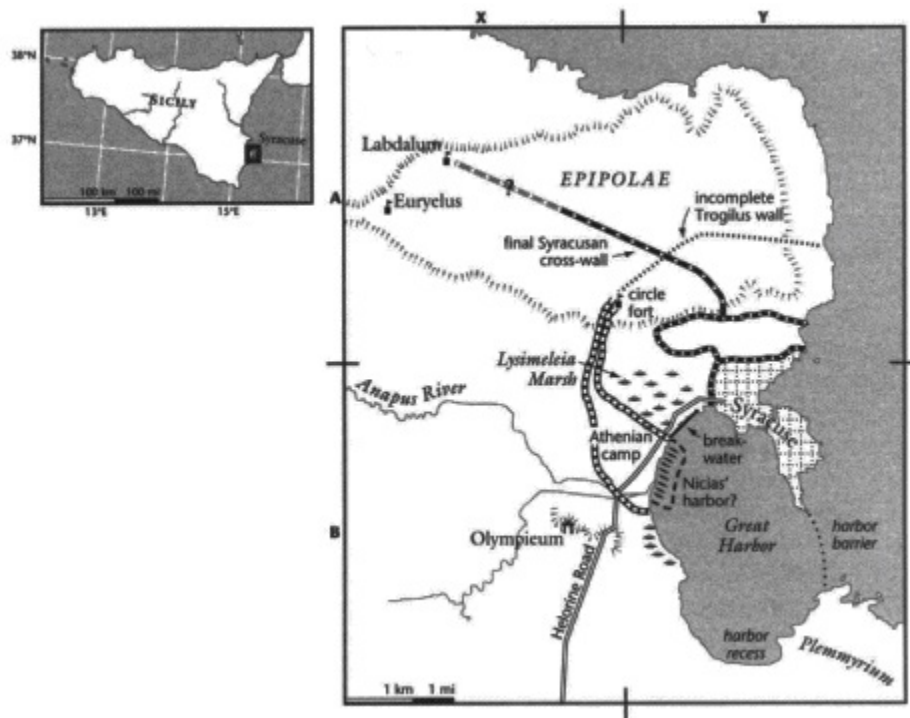 38°N
37°N
SICILY
Syracuse
100 km 100 mi
13°E 15°E
X Y
A
B
Labdalum
Euryelus
EPIPOLAE
?
incomplete
Trogilus wall
final Syracusan
cross-wall
circle
fort
Lysimeleia
Marsh
Anapus River
Syracuse
Athenian
camp
break-
water
Nicias'
harbor?
Great
Harbor
harbor
barrier
Olympieum
Helorine Road
harbor
recess
Plemmyrium
1 km 1 mi